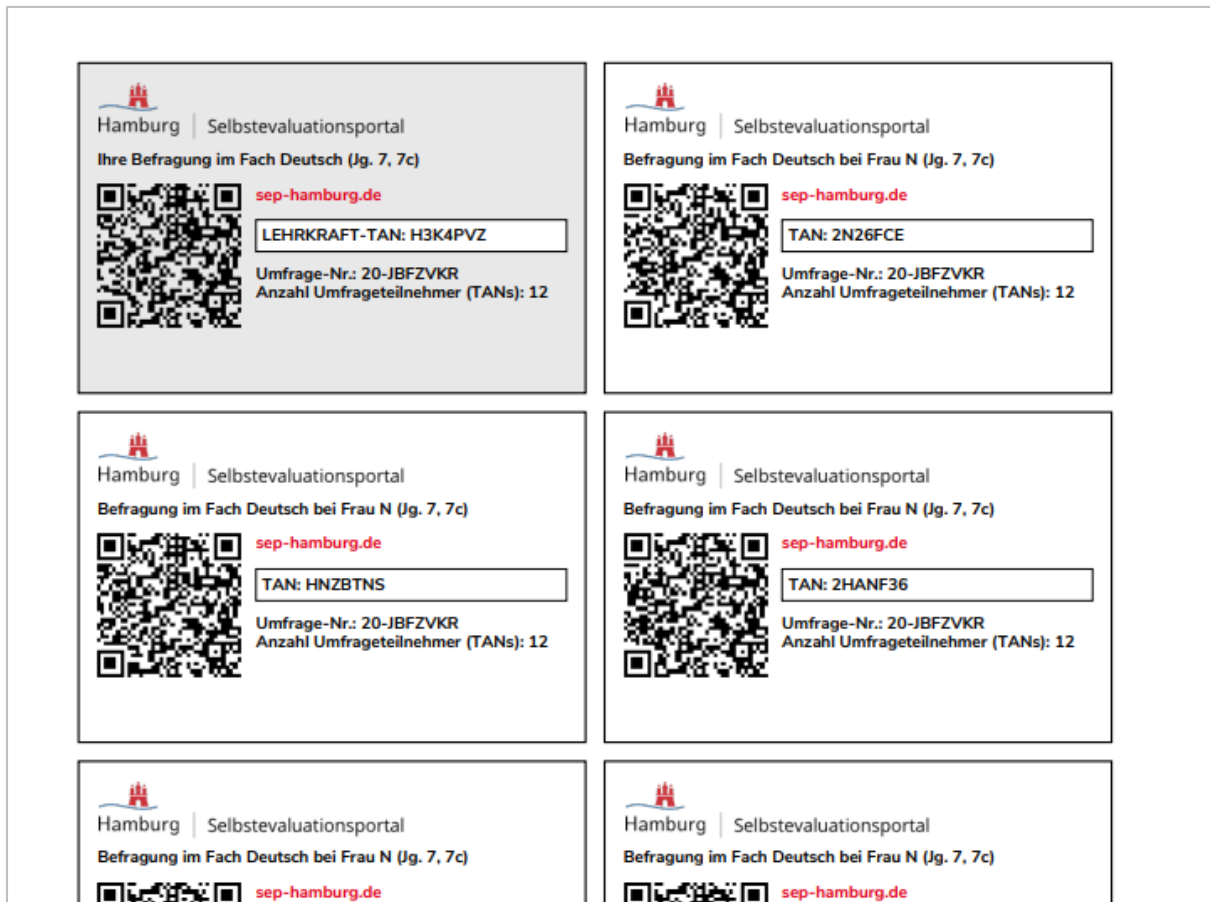 Hamburg | Selbstevaluationsportal
Ihre Befragung im Fach Deutsch (Jg. 7, 7c)
sep-hamburg.de
LEHRKRAFT-TAN: H3K4PVZ
Umfrage-Nr.: 20-JBFZVKR
Anzahl Umfrageteilnehmer (TANs): 12
Hamburg | Selbstevaluationsportal
Befragung im Fach Deutsch bei Frau N (Jg. 7, 7c)
sep-hamburg.de
TAN: 2N26FCE
Umfrage-Nr.: 20-JBFZVKR
Anzahl Umfrageteilnehmer (TANs): 12
Hamburg | Selbstevaluationsportal
Befragung im Fach Deutsch bei Frau N (Jg. 7, 7c)
sep-hamburg.de
TAN: HNZBTNS
Umfrage-Nr.: 20-JBFZVKR
Anzahl Umfrageteilnehmer (TANs): 12
Hamburg | Selbstevaluationsportal
Befragung im Fach Deutsch bei Frau N (Jg. 7, 7c)
sep-hamburg.de
TAN: 2HANF36
Umfrage-Nr.: 20-JBFZVKR
Anzahl Umfrageteilnehmer (TANs): 12
Hamburg | Selbstevaluationsportal
Befragung im Fach Deutsch bei Frau N (Jg. 7, 7c)
sep-hamburg.de
Hamburg | Selbstevaluationsportal
Befragung im Fach Deutsch bei Frau N (Jg. 7, 7c)
sep-hamburg.de